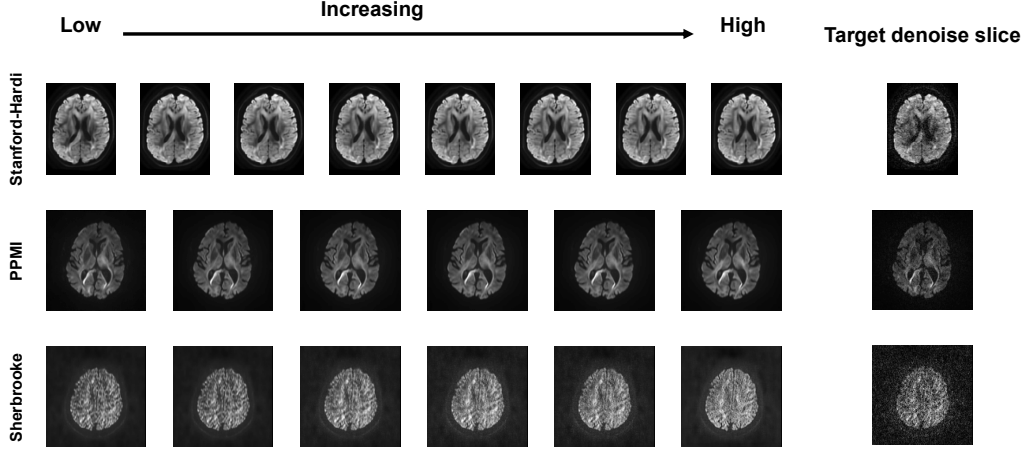 Increasing
Low
High
Target denoise slice
Stanford-Hardi
PPMI
Sherbrooke